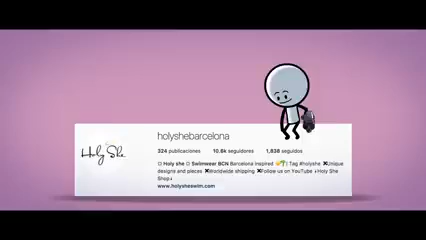 holyshebarcelona
Holy She
324 publicaciones 10.8k seguidores 1,838 seguidos
Holy she Swimwear BCN Barcelona Inspired | Tag #holyshe ✖Unique
designs and pieces ✖Worldwide shipping ✖Follow us on YouTube ↓Holy She
Shop↓
www.holysheswim.com